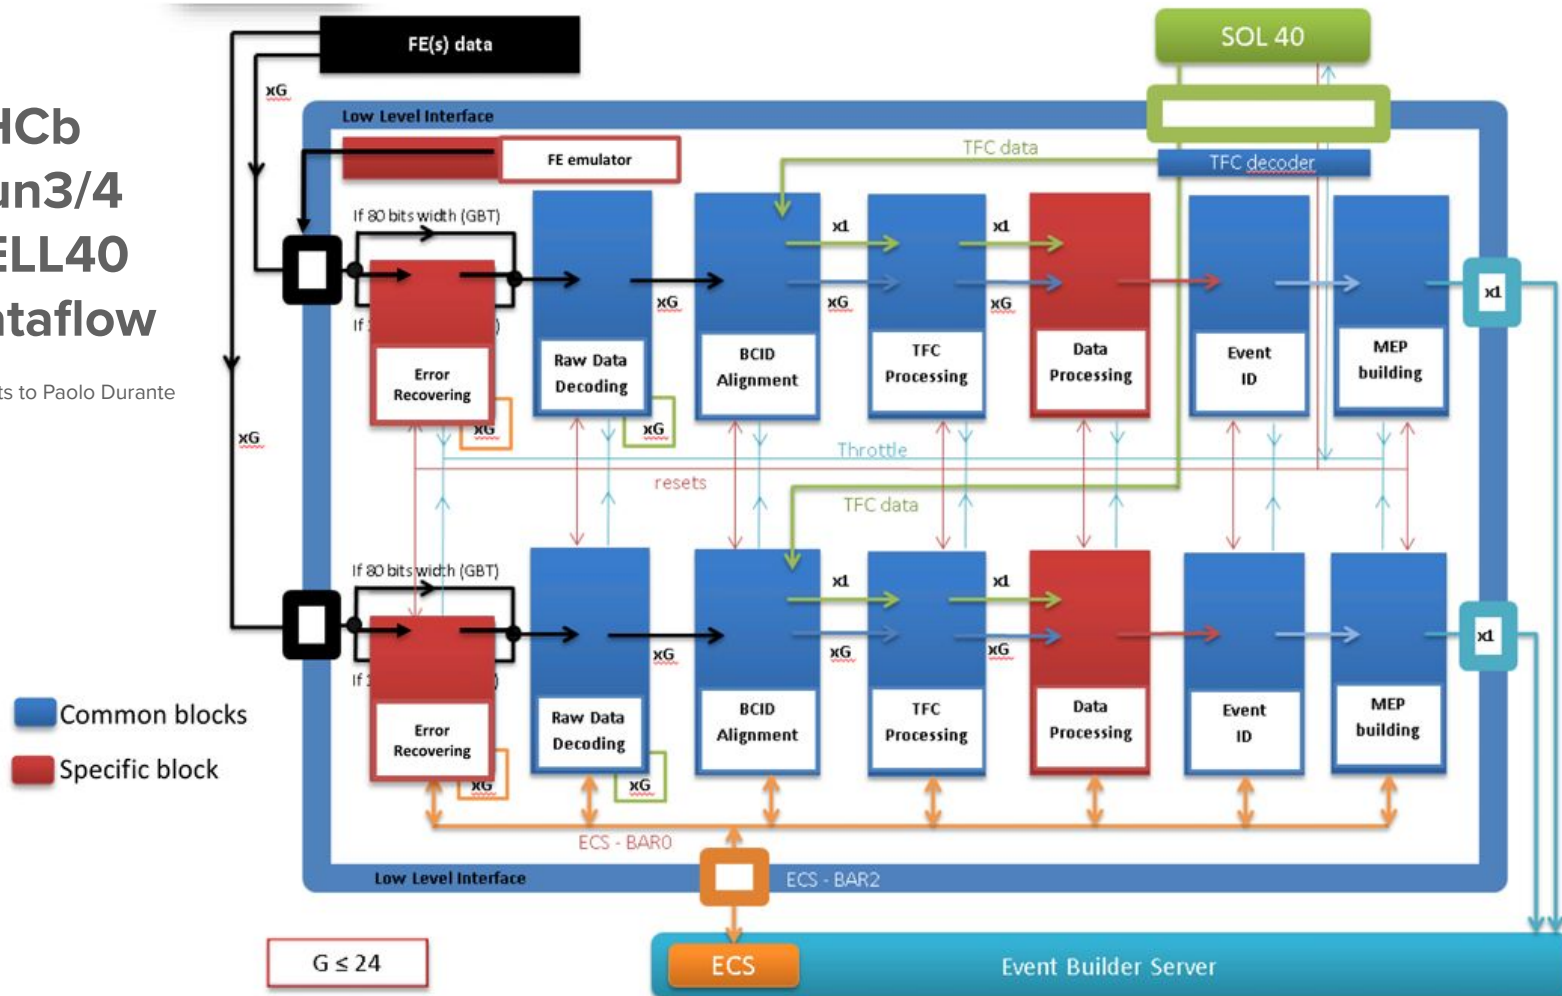 FE(s) data
SOL 40
xG
Low Level Interface
HCb
un3/4
ELL40
ataflow
ts to Paolo Durante
FE emulator
TFC data
TFC decoder
If 80 bits width (GBT)
x1
x1
xG
xG
xG
If
Error
Recovering
Raw Data
Decoding
BCID
Alignment
TFC
Processing
Data
Processing
Event
ID
MEP
building
x1
xG
xG
xG
Throttle
resets
TFC data
If 80 bits width (GBT)
x1
x1
xG
xG
xG
If
Error
Recovering
Raw Data
Decoding
BCID
Alignment
TFC
Processing
Data
Processing
Event
ID
MEP
building
x1
xG
xG
Common blocks
Specific block
ECS - BAR0
Low Level Interface
ECS - BAR2
G ≤ 24
ECS
Event Builder Server